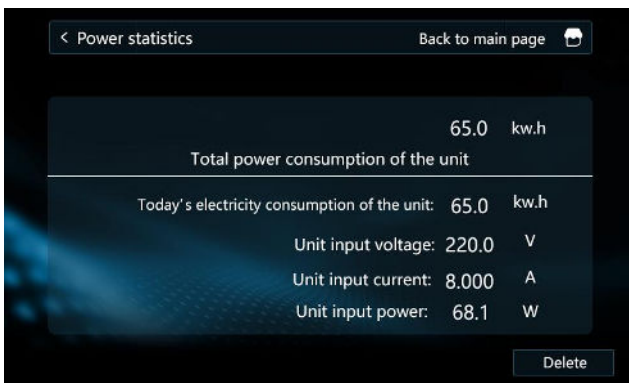 < Power statistics Back to main page
65.0 kw.h
Total power consumption of the unit
Today's electricity consumption of the unit: 65.0 kw.h
Unit input voltage: 220.0 V
Unit input current: 8.000 A
Unit input power: 68.1 W
Delete